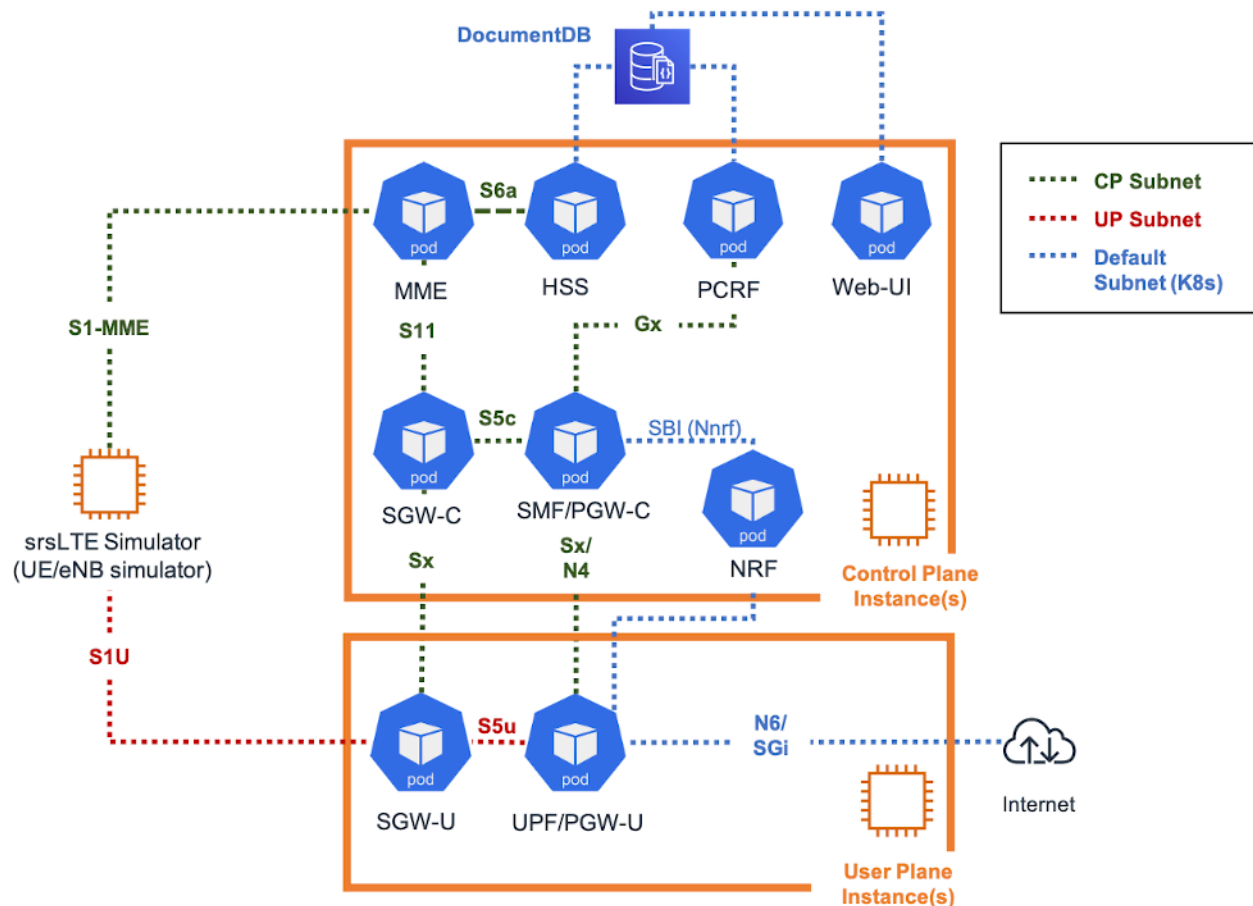 DocumentDB
pod
pod
pod
pod
S6a
MME
HSS
PCRF
Web-UI
CP Subnet
UP Subnet
Default
Subnet (K8s)
S1-MME
S11
Gx
S5c
SBI (Nnrf)
pod
pod
pod
SGW-C
SMF/PGW-C
NRF
srsLTE Simulator
(UE/eNB simulator)
Sx
Sx/
N4
Control Plane
Instance(s)
S1U
S5u
N6/
SGi
pod
pod
SGW-U
UPF/PGW-U
Internet
User Plane
Instance(s)